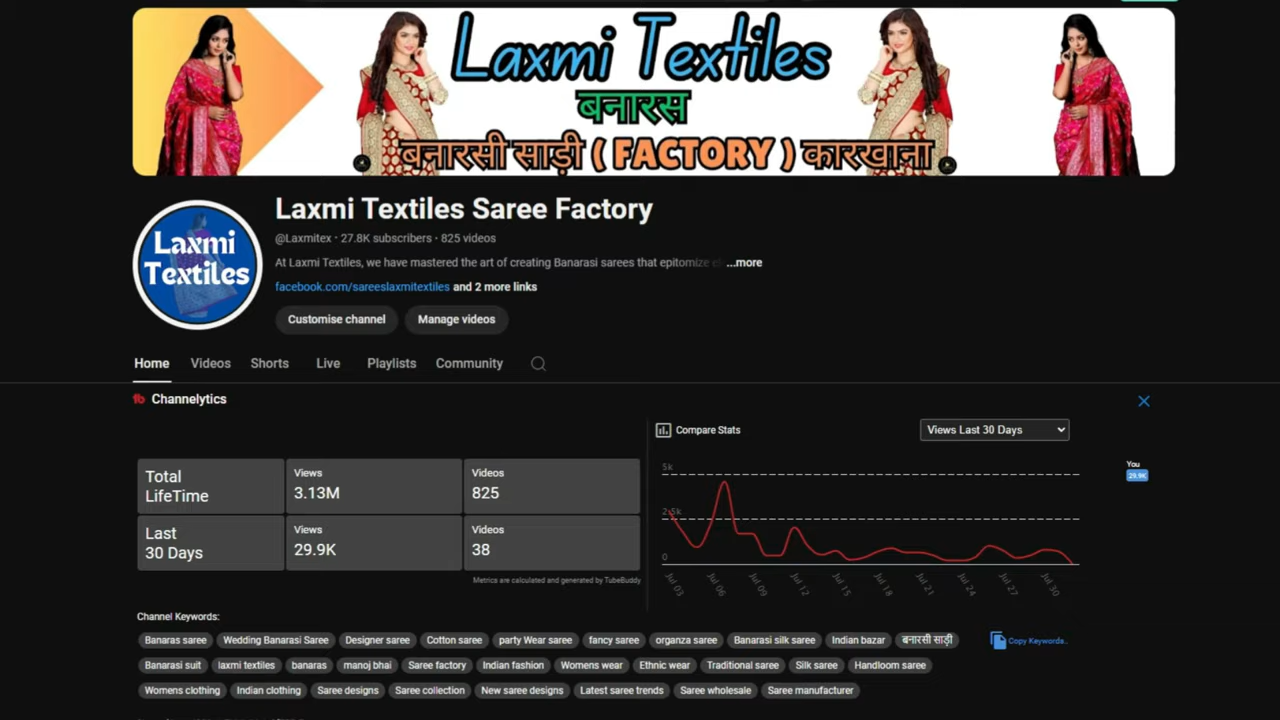 Laxmi Textiles
बनारस
बनारसी साड़ी ( FACTORY ) कारखाना
Laxmi
Textiles
Laxmi Textiles Saree Factory
@Laxmitex · 27.8K subscribers · 825 videos
At Laxmi Textiles, we have mastered the art of creating Banarasi sarees that epitomize ...more
facebook.com/sareeslaxmitextiles and 2 more links
Customise channel Manage videos
Home Videos Shorts Live Playlists Community
tb Channelytics
Compare Stats Views Last 30 Days
You
29.9K
Total LifeTime Views 3.13M Videos 825
Last 30 Days Views 29.9K Videos 38
5k
2.5k
0
Jul 03 Jul 06 Jul 09 Jul 12 Jul 15 Jul 18 Jul 21 Jul 24 Jul 27 Jul 30
Metrics are calculated and generated by TubeBuddy
Channel Keywords:
Banaras saree Wedding Banarasi Saree Designer saree Cotton saree party Wear saree fancy saree organza saree Banarasi silk saree Indian bazar बनारसी साड़ी Copy Keywords..
Banarasi suit laxmi textiles banaras manoj bhai Saree factory Indian fashion Womens wear Ethnic wear Traditional saree Silk saree Handloom saree
Womens clothing Indian clothing Saree designs Saree collection New saree designs Latest saree trends Saree wholesale Saree manufacturer